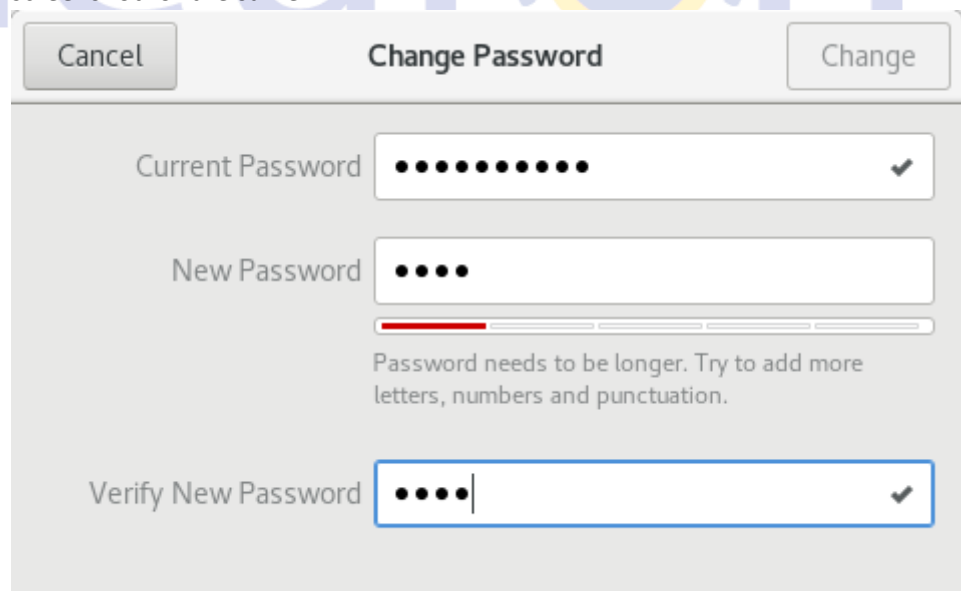 Cancel Change Password Change
Current Password ••••••••••
New Password ••••
Password needs to be longer. Try to add more
letters, numbers and punctuation.
Verify New Password ••••